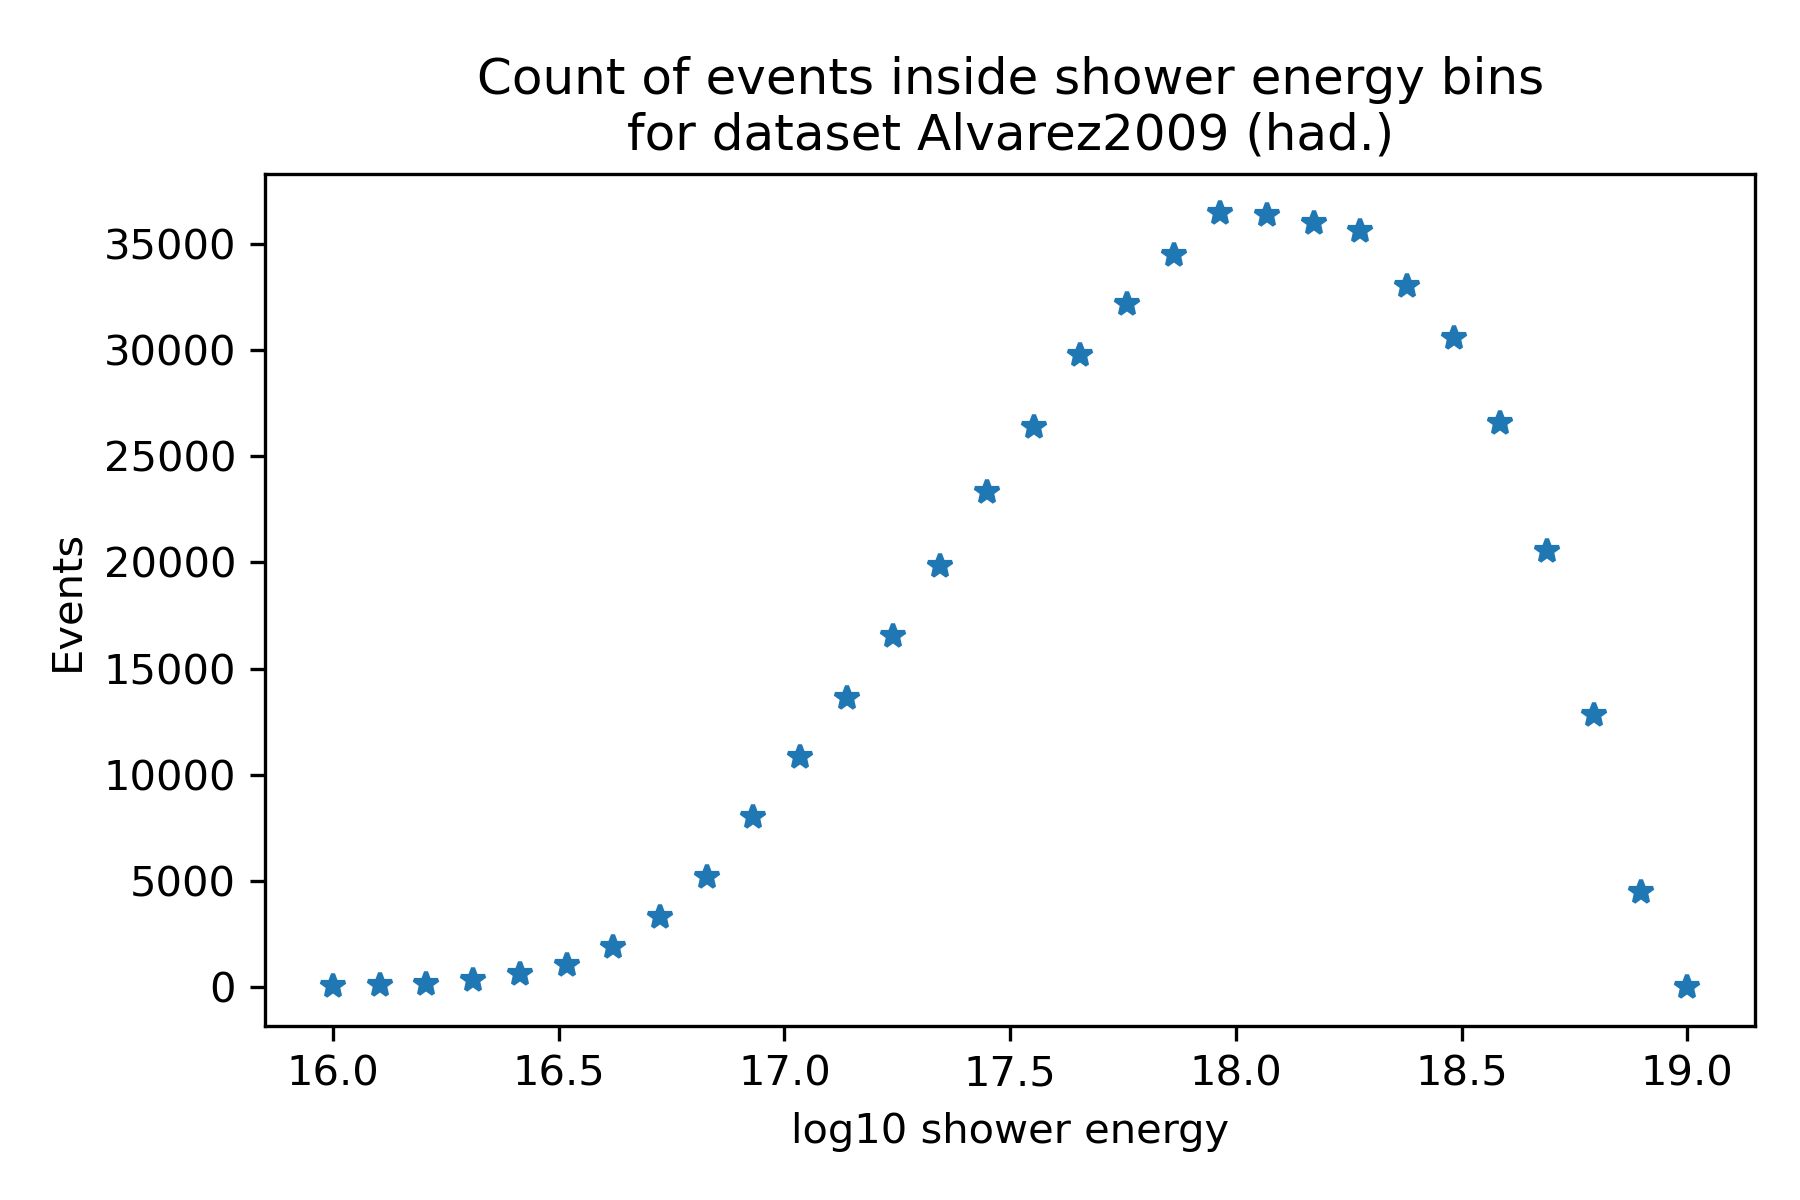 Count of events inside shower energy bins
for dataset Alvarez2009 (had.)
Events
35000
30000
25000
20000
15000
10000
5000
0
16.0 16.5 17.0 17.5 18.0 18.5 19.0
log10 shower energy